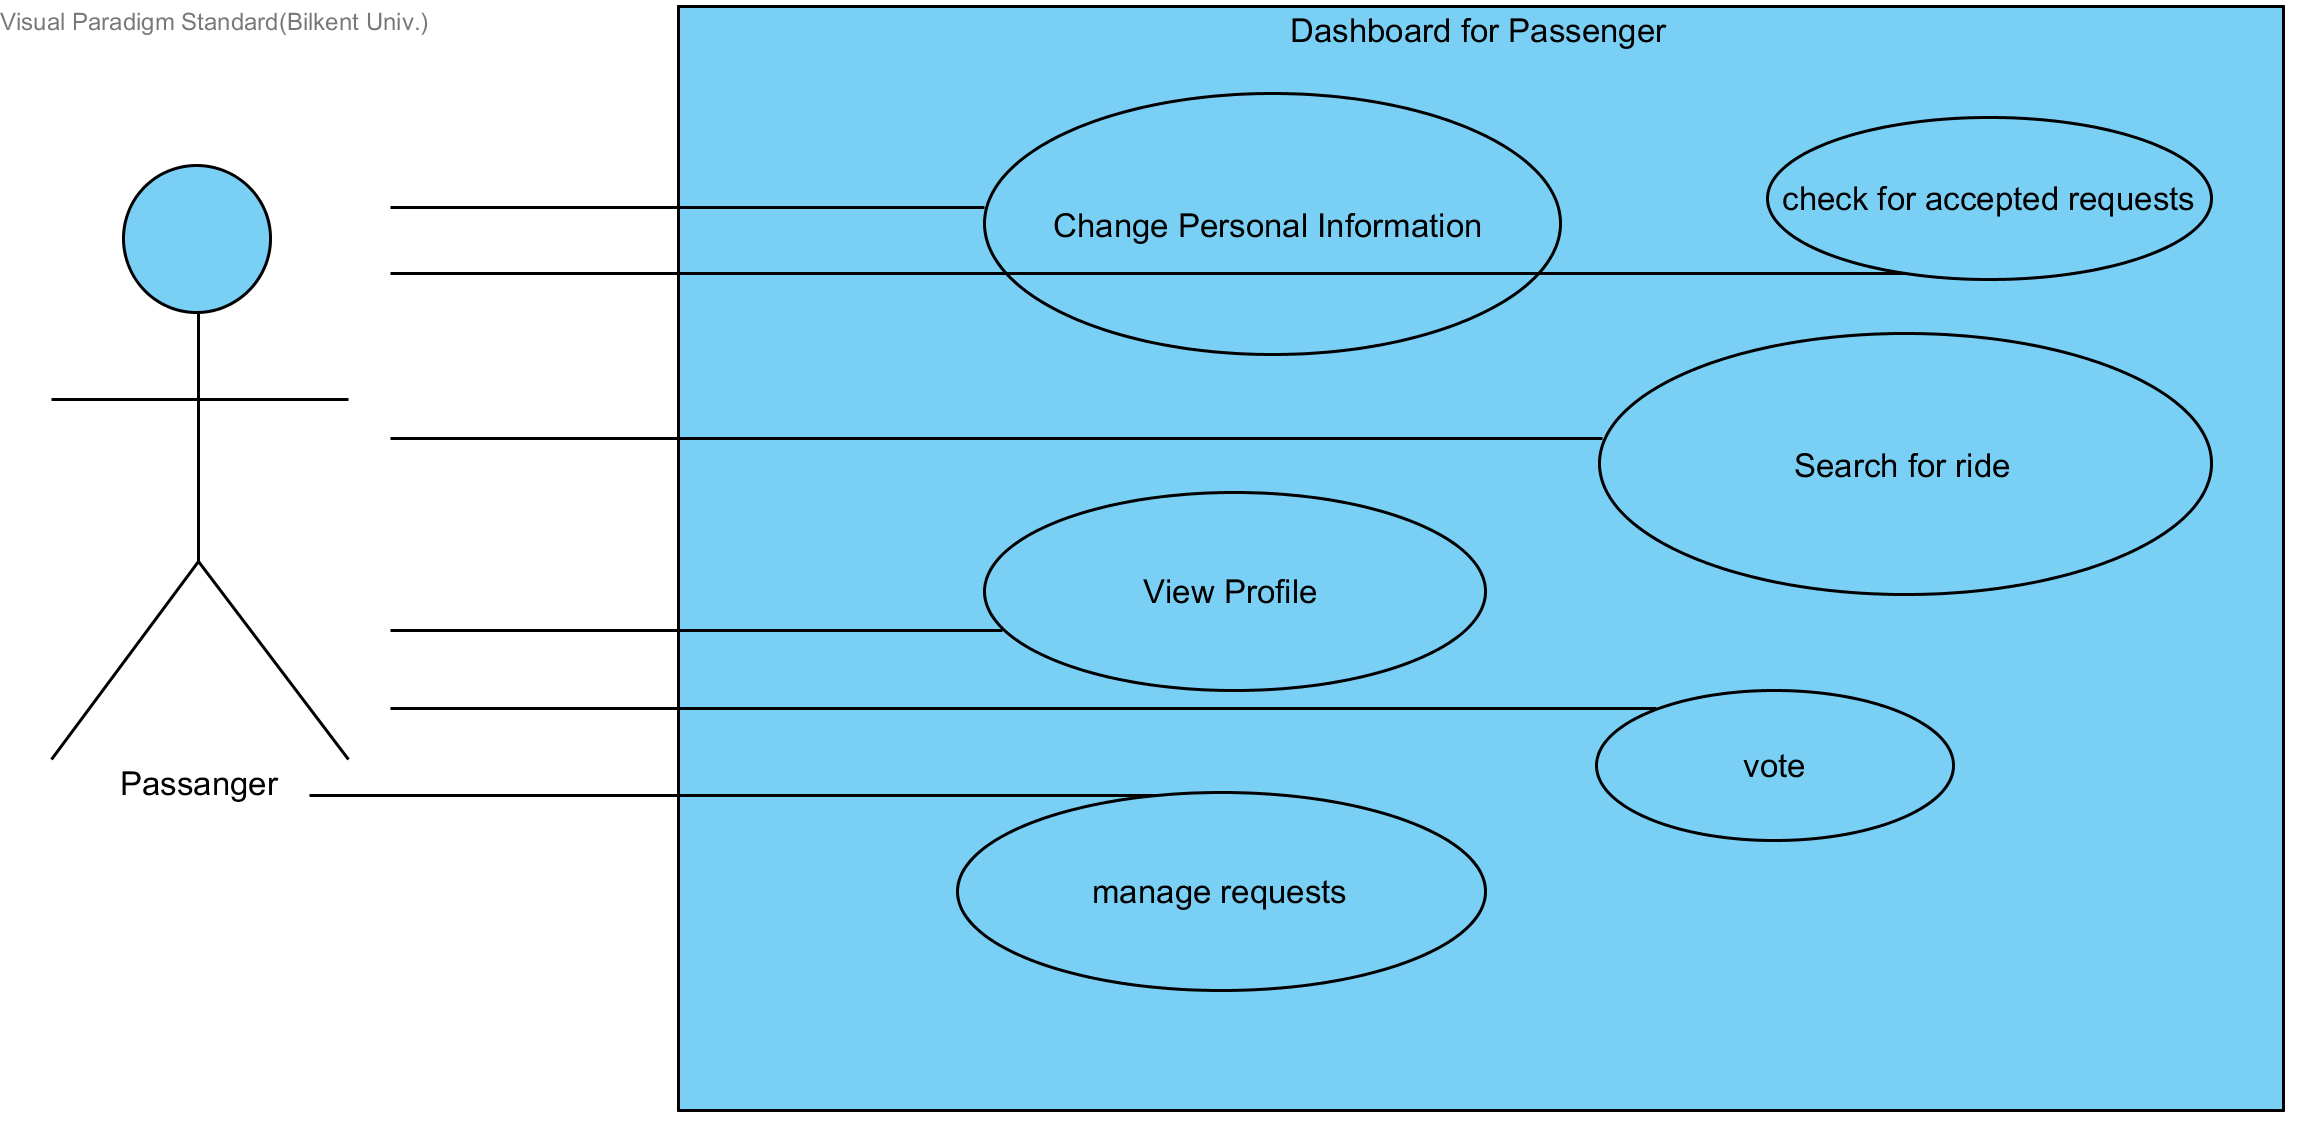 Visual Paradigm Standard(Bilkent Univ.)
Dashboard for Passenger
Change Personal Information
check for accepted requests
Search for ride
View Profile
vote
Passanger
manage requests